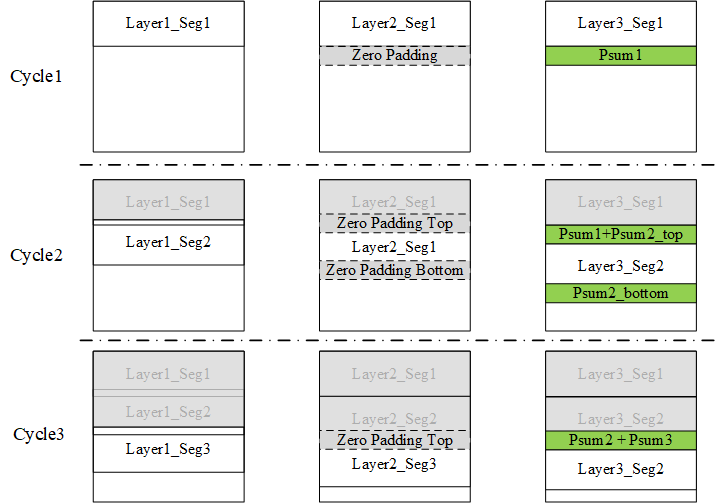 Layer1_Seg1 Layer2_Seg1 Layer3_Seg1
Cycle1 Zero Padding Psum1
Layer1_Seg1 Layer2_Seg1 Layer3_Seg1
Zero Padding Top Psum1+Psum2_top
Cycle2 Layer1_Seg2 Layer2_Seg1 Layer3_Seg2
Zero Padding Bottom Psum2_bottom
Layer1_Seg1 Layer2_Seg1 Layer3_Seg1
Layer1_Seg2 Layer2_Seg2 Layer3_Seg2
Cycle3 Zero Padding Top Psum2 +Psum3
Layer1_Seg3 Layer2_Seg3 Layer3_Seg2